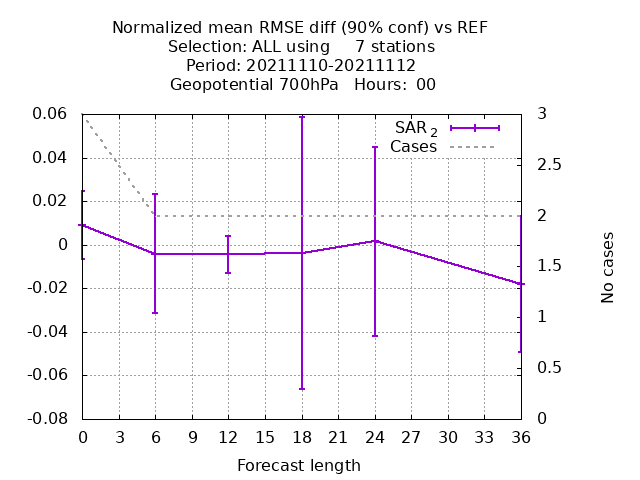 Normalized mean RMSE diff (90% conf) vs REF
Selection: ALL using     7 stations
Period: 20211110-20211112
Geopotential 700hPa   Hours:  00
SAR 2
Cases
0.06
0.04
0.02
0
-0.02
-0.04
-0.06
-0.08
3
2.5
2
1.5
1
0.5
0
No cases
0 3 6 9 12 15 18 21 24 27 30 33 36
Forecast length